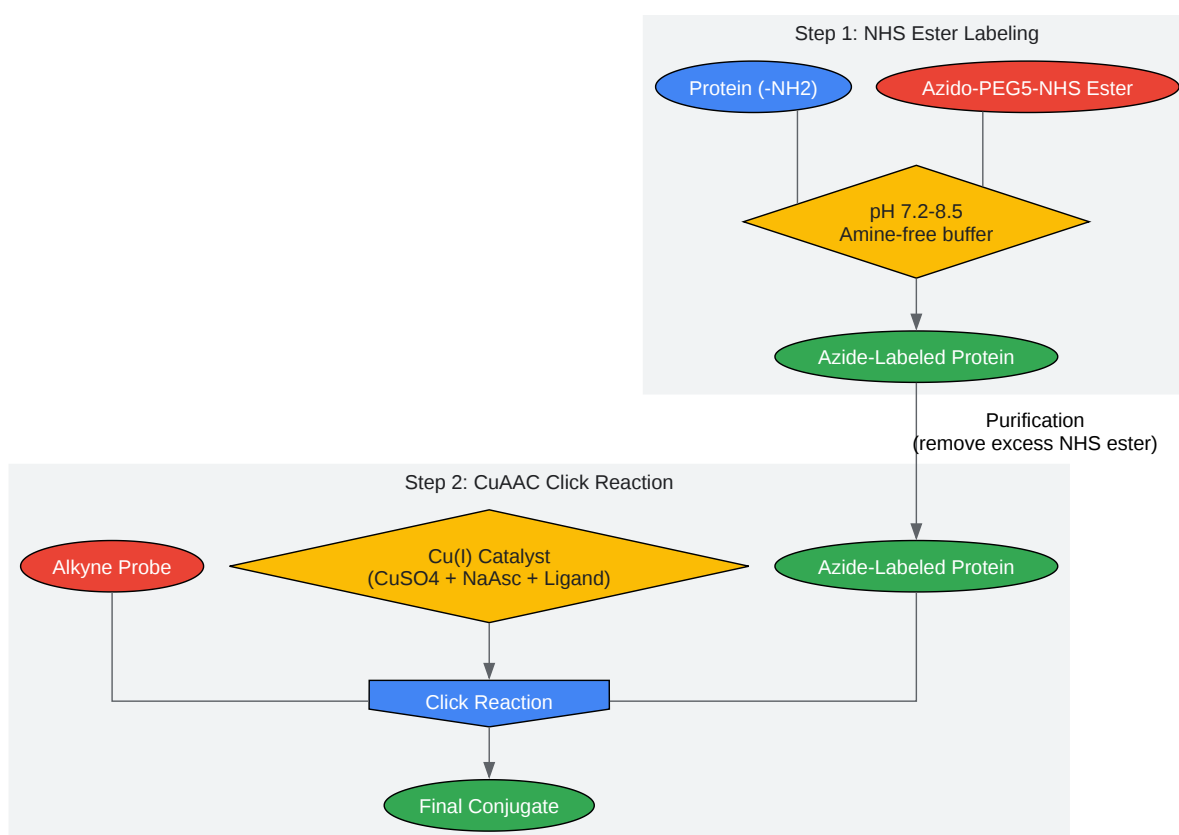 Step 1: NHS Ester Labeling
Protein (-NH2)
Azido-PEG5-NHS Ester
pH 7.2-8.5
Amine-free buffer
Azide-Labeled Protein
Purification
(remove excess NHS ester)
Step 2: CuAAC Click Reaction
Alkyne Probe
Cu(I) Catalyst
(CuSO4 + NaAsc + Ligand)
Azide-Labeled Protein
Click Reaction
Final Conjugate